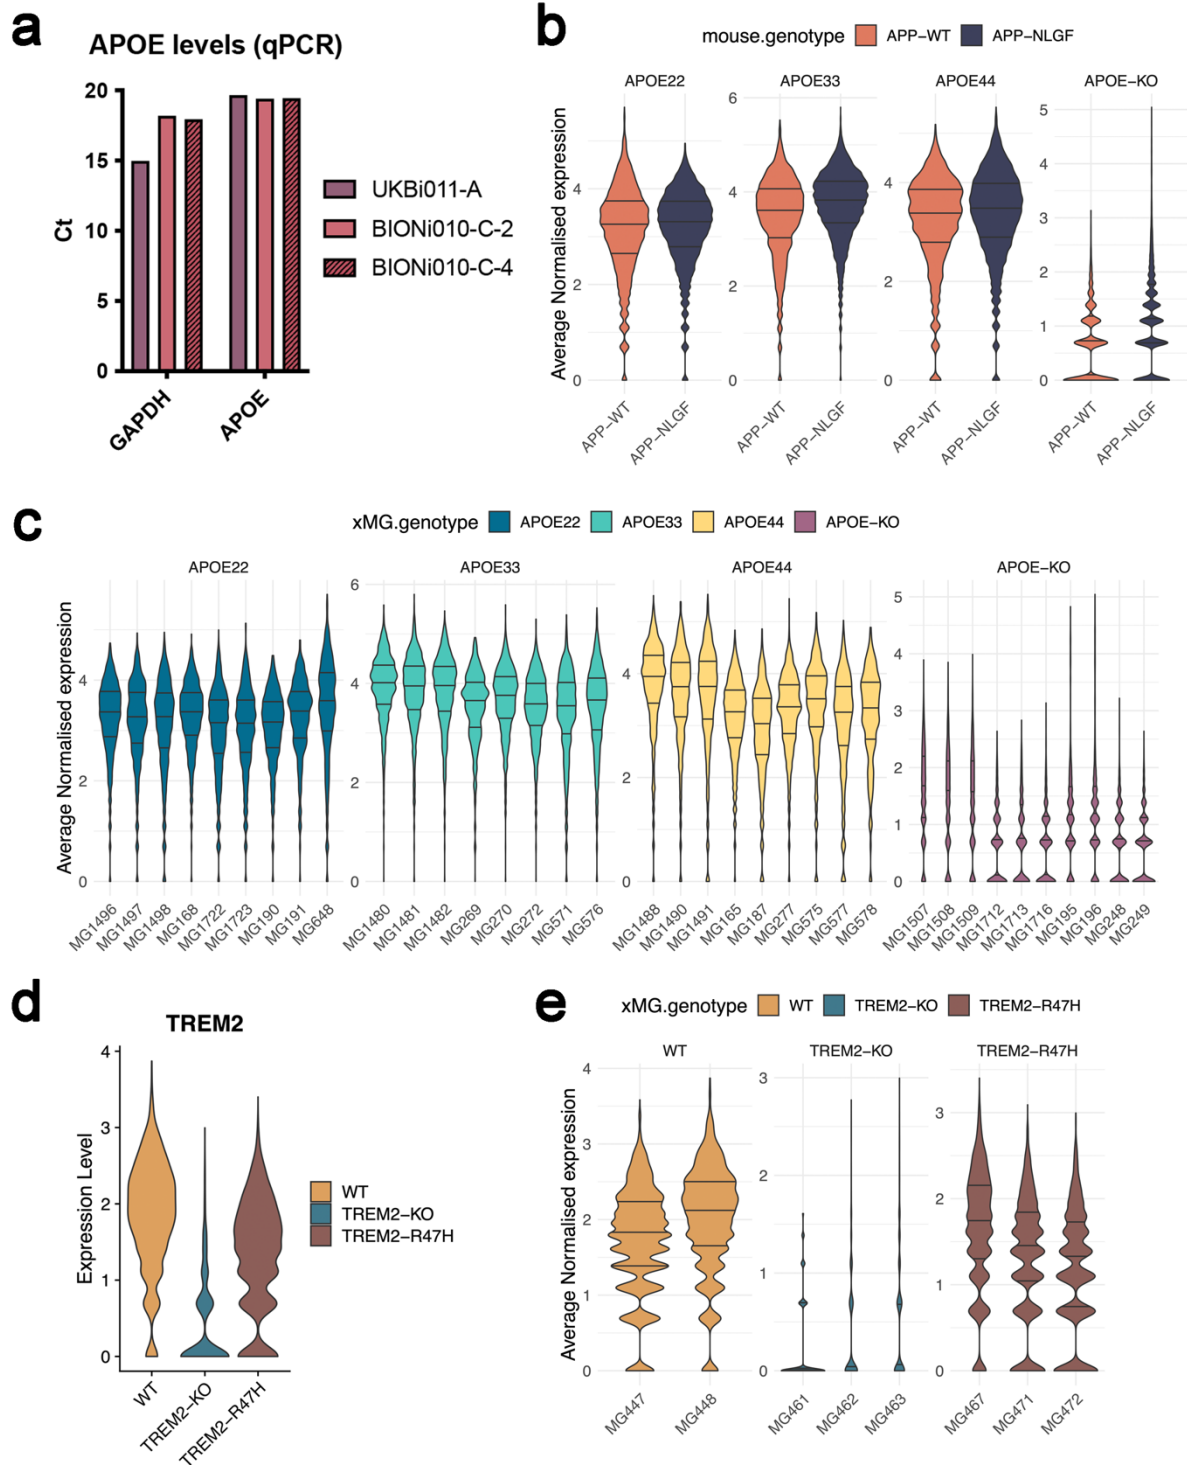 a
APOE levels (qPCR)
20
15
10
5
0
Ct
GAPDH
APOE
UKBi011-A
BIONi010-C-2
BIONi010-C-4
b
mouse.genotype APP-WT APP-NLGF
APOE22 APOE33 APOE44 APOE-KO
Average Normalised expression
4
2
0
6
4
2
0
4
2
0
5
4
3
2
1
0
APP-WT APP-NLGF APP-WT APP-NLGF APP-WT APP-NLGF APP-WT APP-NLGF
c
xMG.genotype APOE22 APOE33 APOE44 APOE-KO
APOE22 APOE33 APOE44 APOE-KO
Average Normalised expression
4
2
0
6
4
2
0
4
2
0
5
4
3
2
1
0
MG1496 MG1497 MG1498 MG168 MG1722 MG1723 MG190 MG191 MG648
MG1480 MG1481 MG1482 MG269 MG270 MG272 MG571 MG576
MG1488 MG1490 MG1491 MG165 MG187 MG277 MG575 MG577 MG578
MG1507 MG1508 MG1509 MG1712 MG1713 MG1716 MG195 MG196 MG248 MG249
d
TREM2
Expression Level
4
3
2
1
0
WT
TREM2-KO
TREM2-R47H
WT
TREM2-KO
TREM2-R47H
e
xMG.genotype WT TREM2-KO TREM2-R47H
WT TREM2-KO TREM2-R47H
Average Normalised expression
4
3
2
1
0
3
2
1
0
3
2
1
0
MG447 MG448
MG461 MG462 MG463
MG467 MG471 MG472